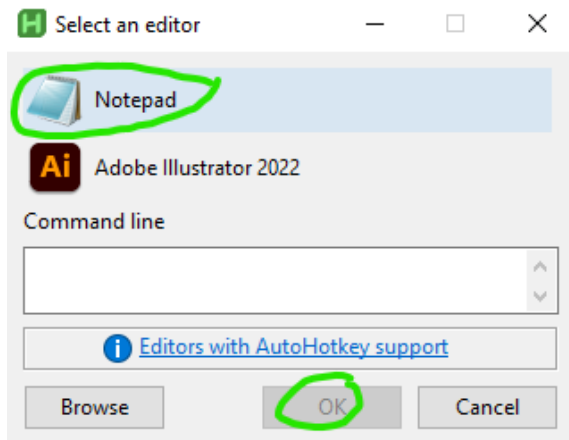 H Select an editor
Notepad
Ai Adobe Illustrator 2022
Command line
i Editors with AutoHotkey support
Browse OK Cancel